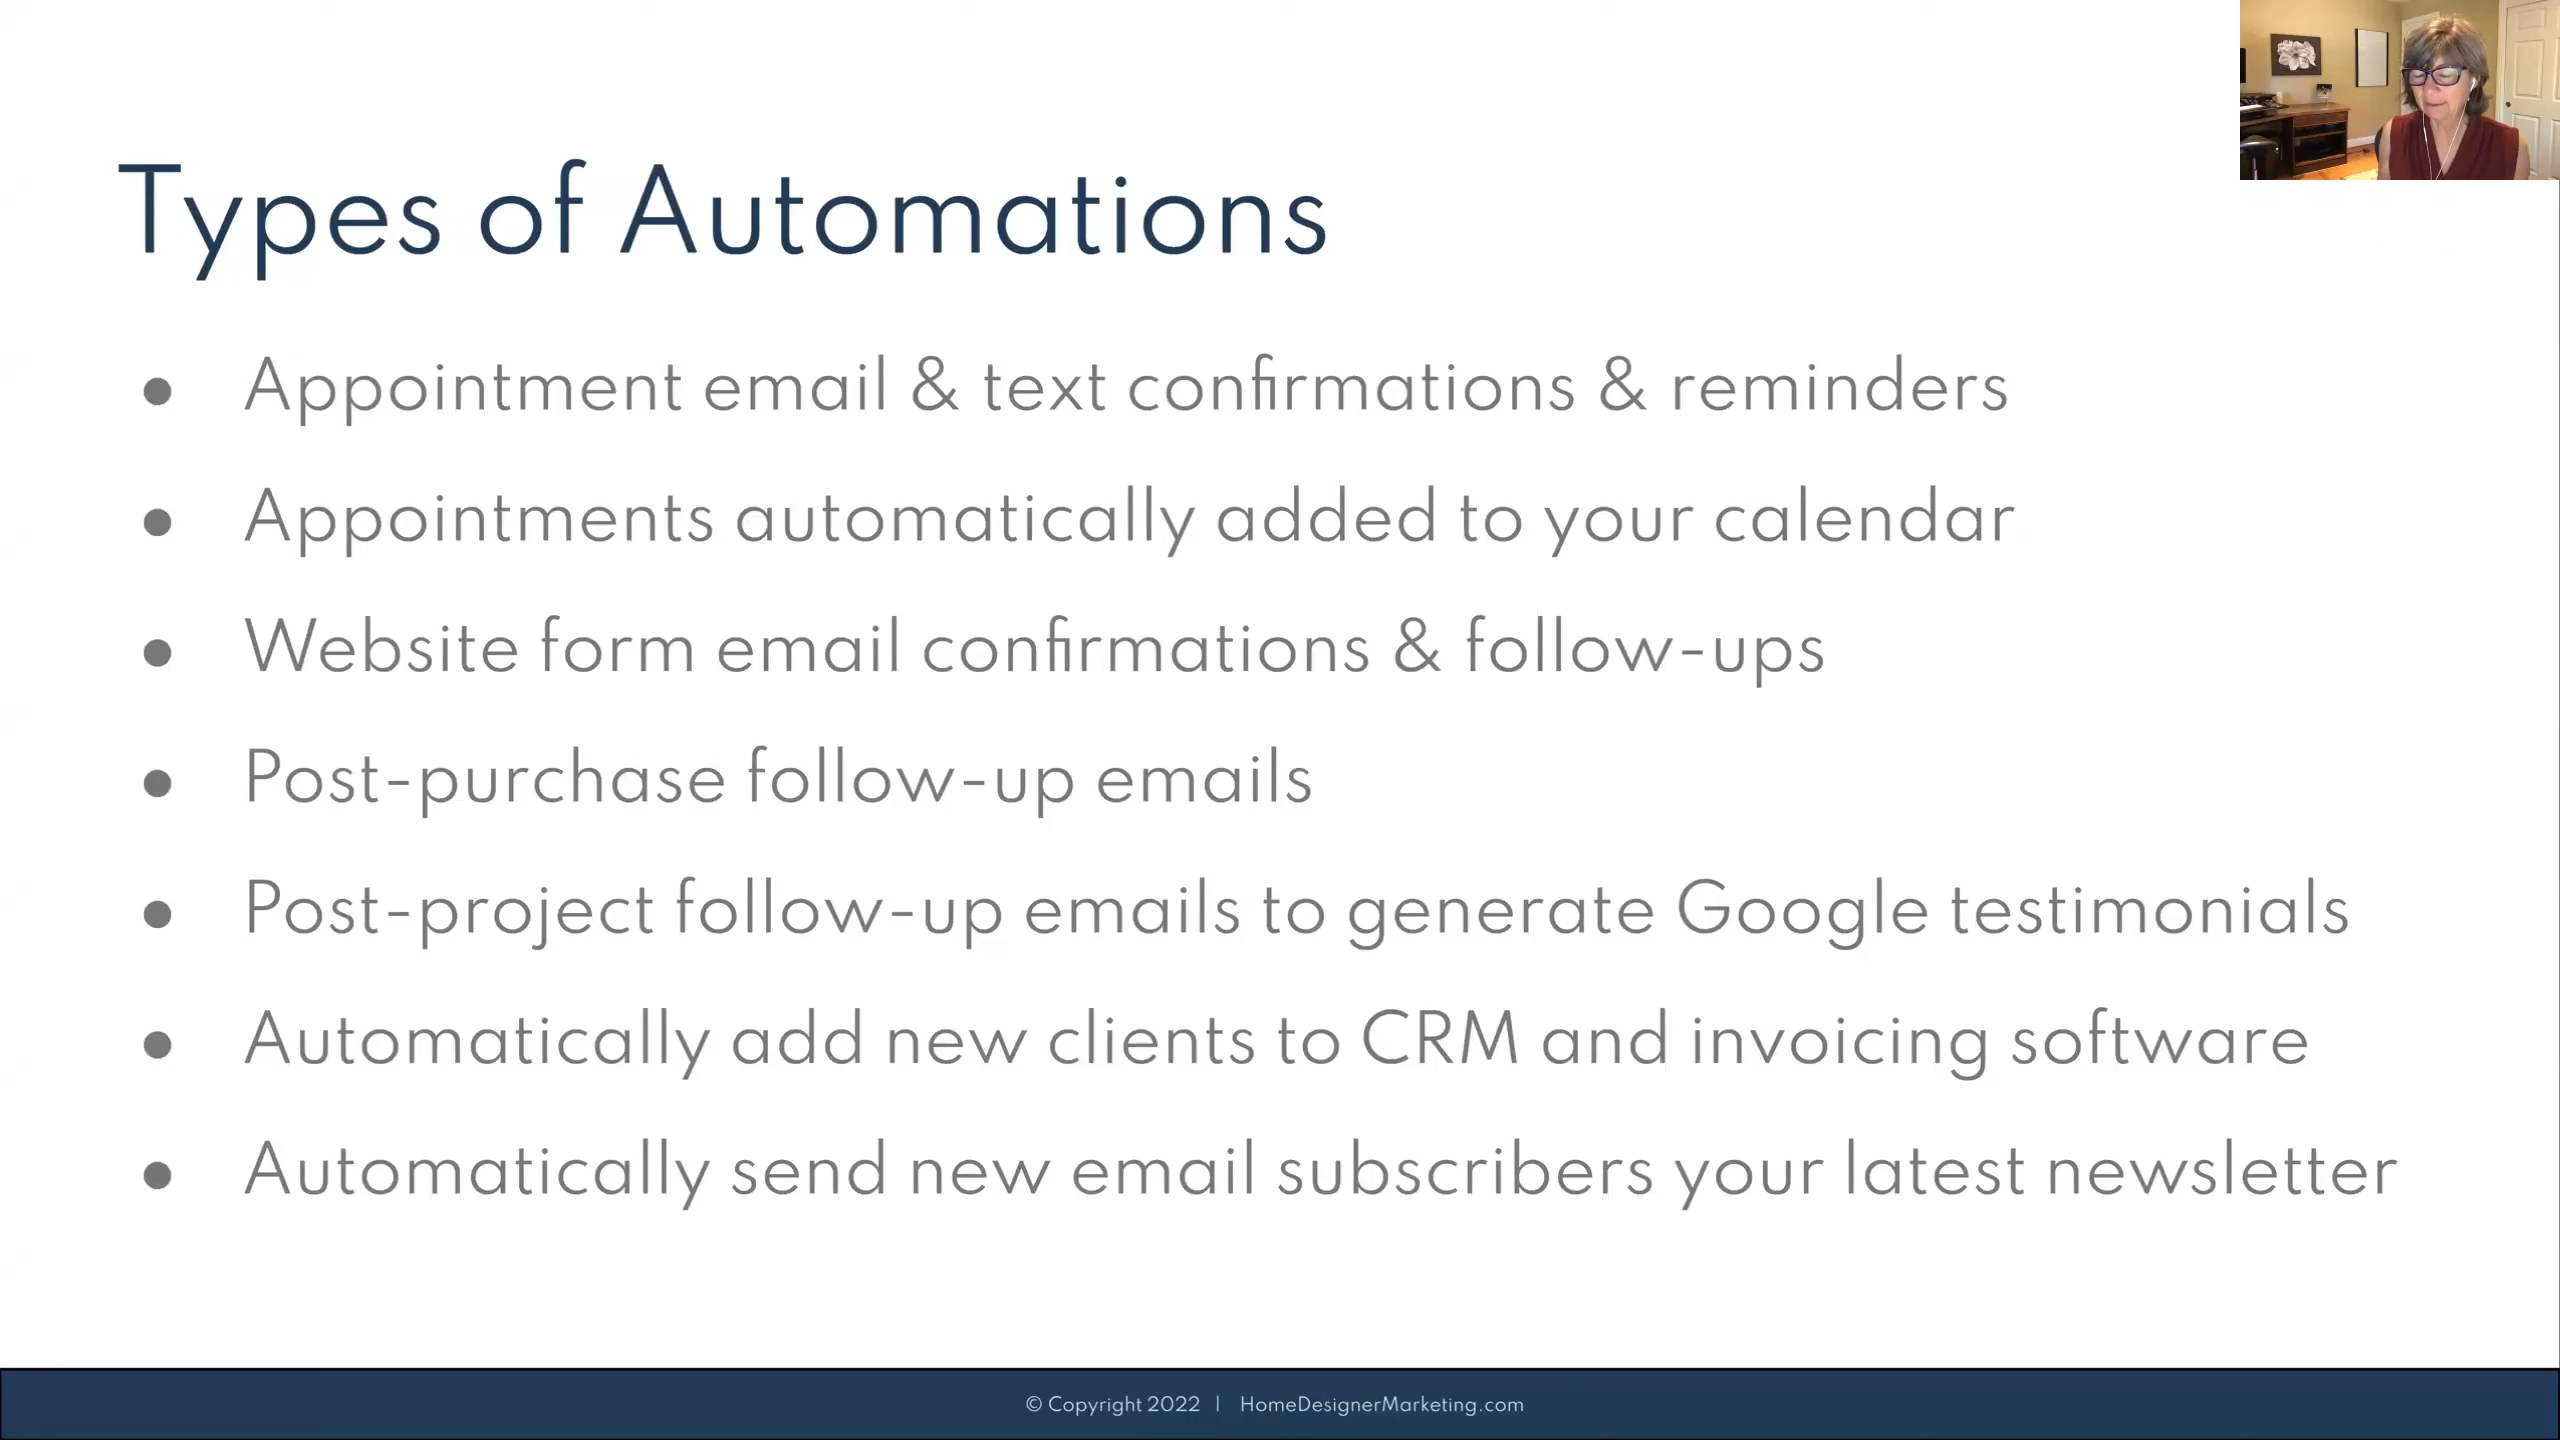 Types of Automations
● Appointment email & text confirmations & reminders
● Appointments automatically added to your calendar
● Website form email confirmations & follow-ups
● Post-purchase follow-up emails
● Post-project follow-up emails to generate Google testimonials
● Automatically add new clients to CRM and invoicing software
● Automatically send new email subscribers your latest newsletter
© Copyright 2022 | HomeDesignerMarketing.com